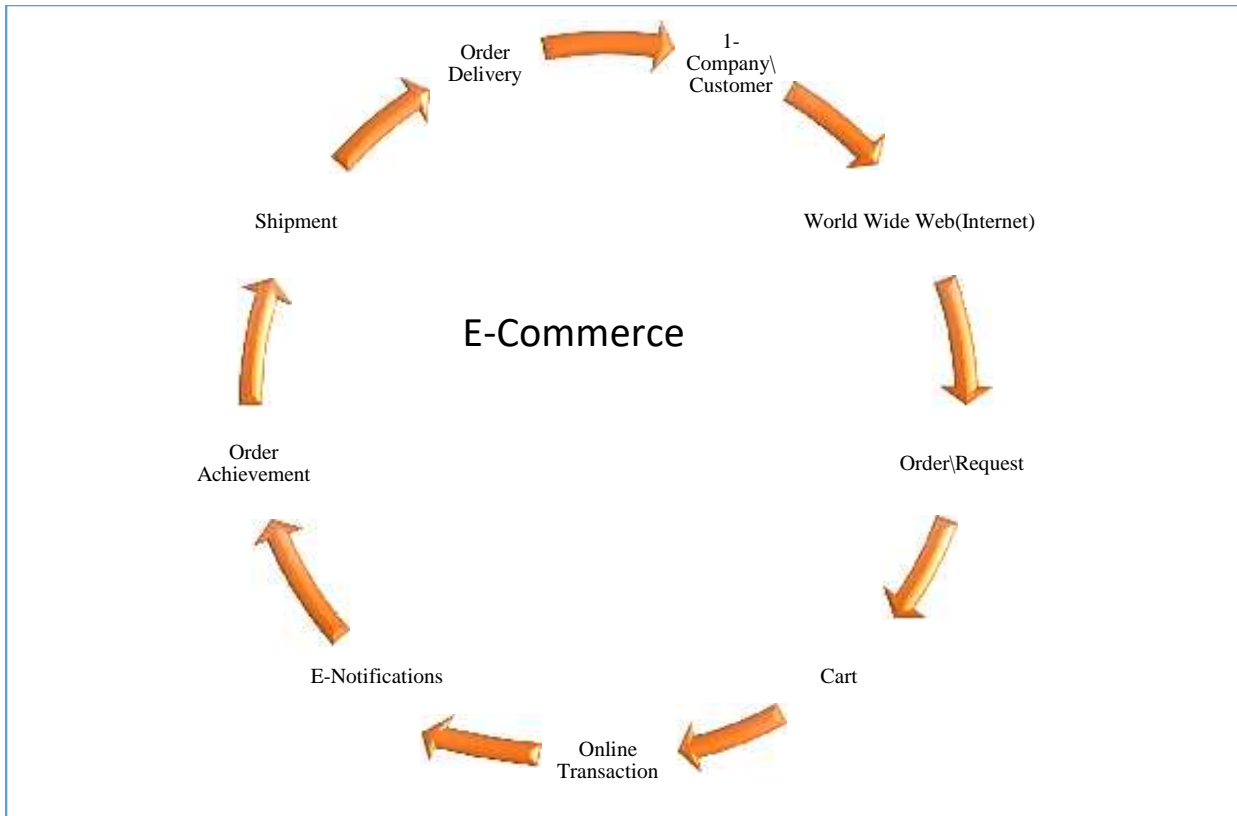 1-
Company\
Customer
World Wide Web(Internet)
Order\Request
Cart
Online
Transaction
E-Notifications
Order
Achievement
Shipment
Order
Delivery
E-Commerce